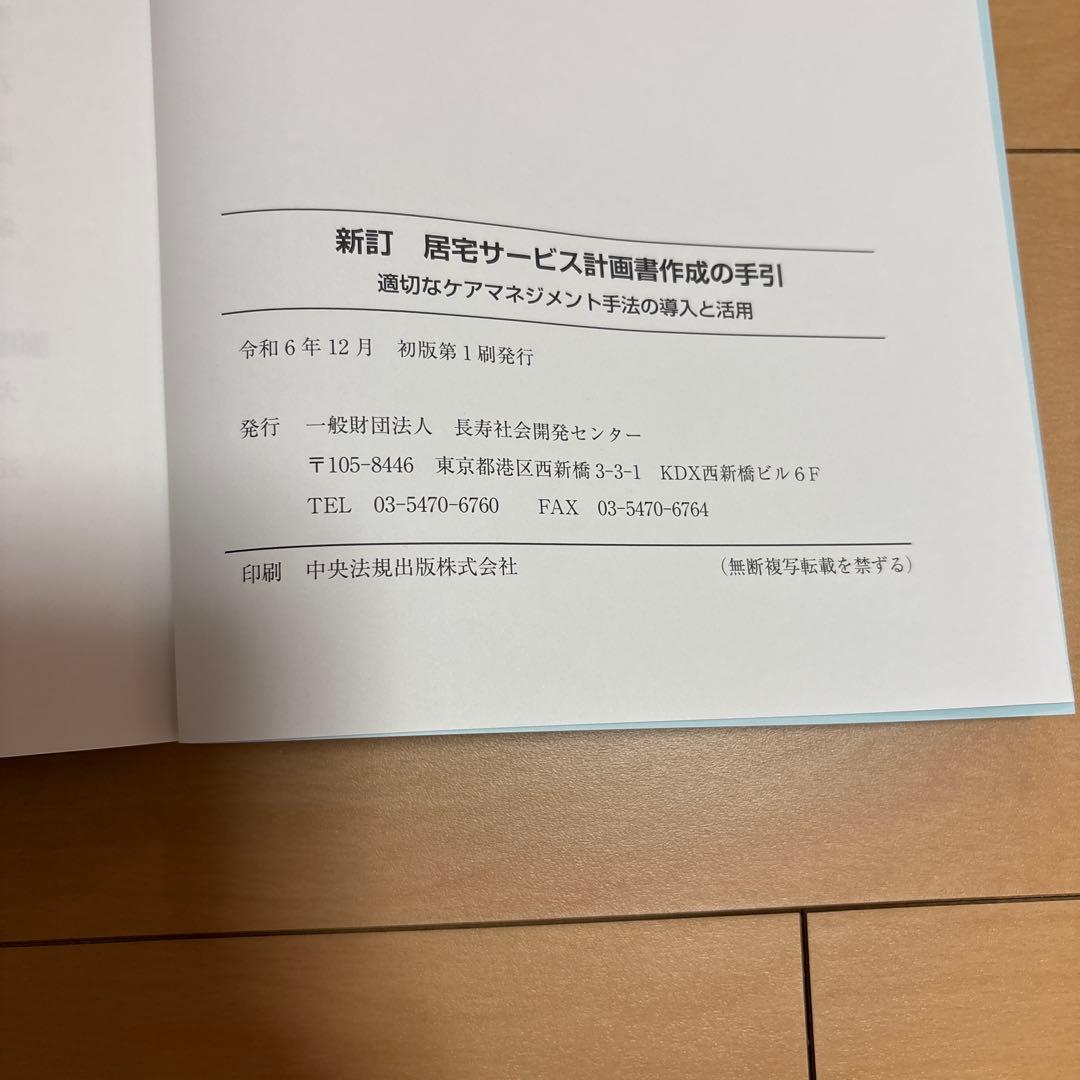 新訂　居宅サービス計画書作成の手引
適切なケアマネジメント手法の導入と活用
令和6年12月　初版第1刷発行
発行　一般財団法人　長寿社会開発センター
〒105-8446　東京都港区西新橋3-3-1　KDX西新橋ビル6F
TEL　03-5470-6760　FAX　03-5470-6764
印刷　中央法規出版株式会社　（無断複写転載を禁ずる）